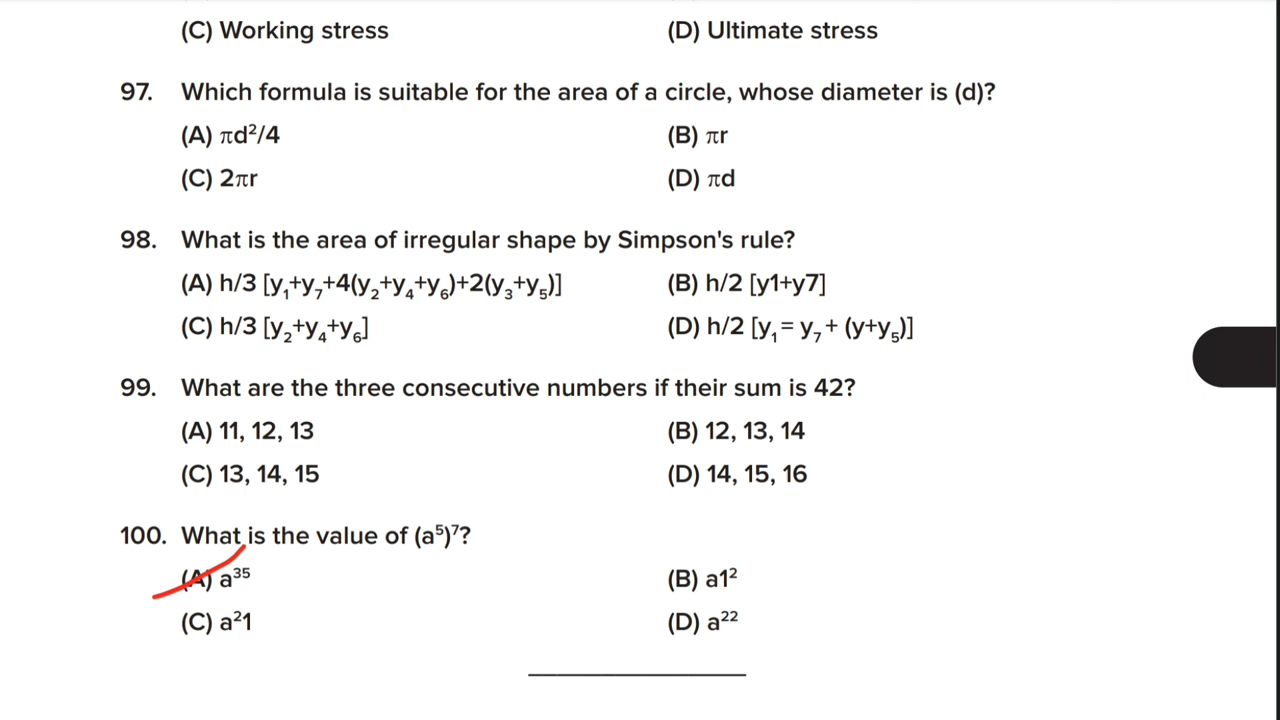 (C) Working stress (D) Ultimate stress
97. Which formula is suitable for the area of a circle, whose diameter is (d)?
(A) πd²/4 (B) πr
(C) 2πr (D) πd
98. What is the area of irregular shape by Simpson's rule?
(A) h/3 [y₁+y₇+4(y₂+y₄+y₆)+2(y₃+y₅)] (B) h/2 [y1+y7]
(C) h/3 [y₂+y₄+y₆] (D) h/2 [y₁= y₇ + (y+y₅)]
99. What are the three consecutive numbers if their sum is 42?
(A) 11, 12, 13 (B) 12, 13, 14
(C) 13, 14, 15 (D) 14, 15, 16
100. What is the value of (a⁵)⁷?
(A) a³⁵ (B) a1²
(C) a²1 (D) a²²